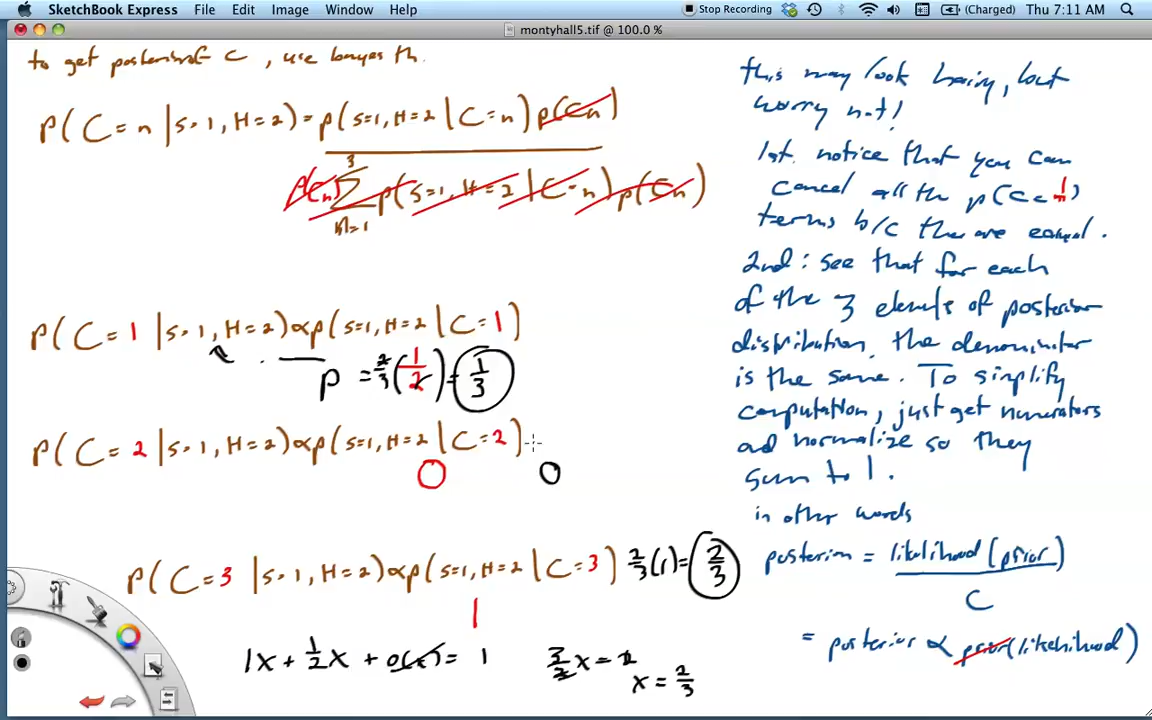 SketchBook Express File Edit Image Window Help
Stop Recording (Charged) Thu 7:11 AM
montyhall5.tif @ 100.0 %
to get posterior of C, use bayes th.
P(C=n|S=1,H=2)=p(S=1,H=2|C=n)p(C=n)
p(S=1,H=2|C=n)p(C=n)
3
n=1
P(C=1|S=1,H=2)∝p(S=1,H=2|C=1)
p = 2/3(1/2) = 1/3
P(C=2|S=1,H=2)∝p(S=1,H=2|C=2)
0 0
P(C=3|S=1,H=2)∝p(S=1,H=2|C=3) 2/3(1)= 2/3
1
1x + 1/2x + 0(x) = 1 3/2x = x = 2/3
this may look hairy, but
worry not!
1st. notice that you can
cancel all the p(C=n)
terms b/c the are equal.
2nd: see that for each
of the 3 elements of posterior
distribution, the denominator
is the same. To simplify
computation, just get numerators
and normalize so they
sum to 1.
in other words
posterior = likelihood(prior)
C
= posterior ∝ prior(likelihood)